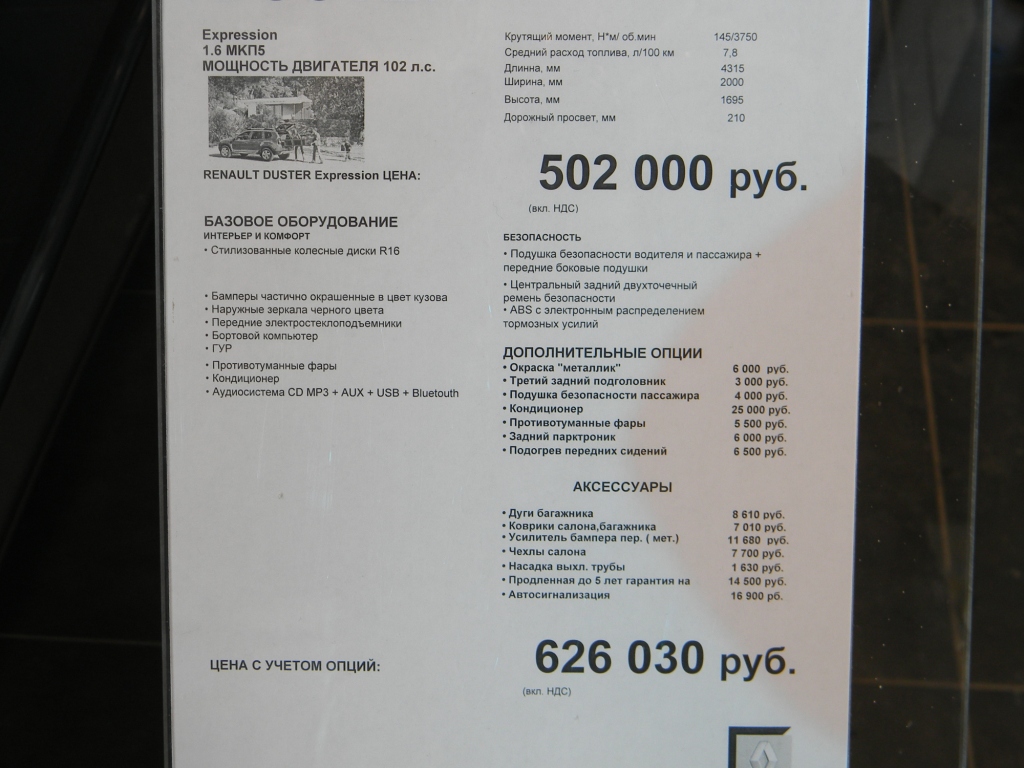 Expression
1.6 МКП5
МОЩНОСТЬ ДВИГАТЕЛЯ 102 л.с.
RENAULT DUSTER Expression ЦЕНА:
Крутящий момент, Н*м/ об.мин 145/3750
Средний расход топлива, л/100 км 7,8
Длинна, мм 4315
Ширина, мм 2000
Высота, мм 1695
Дорожный просвет, мм 210
502 000 руб.
(вкл. НДС)
БАЗОВОЕ ОБОРУДОВАНИЕ
ИНТЕРЬЕР И КОМФОРТ
• Стилизованные колесные диски R16
• Бамперы частично окрашенные в цвет кузова
• Наружные зеркала черного цвета
• Передние электростеклоподъемники
• Бортовой компьютер
• ГУР
• Противотуманные фары
• Кондиционер
• Аудиосистема CD MP3 + AUX + USB + Bluetouth
БЕЗОПАСНОСТЬ
• Подушка безопасности водителя и пассажира +
передние боковые подушки
• Центральный задний двухточечный
ремень безопасности
• ABS с электронным распределением
тормозных усилий
ДОПОЛНИТЕЛЬНЫЕ ОПЦИИ
• Окраска "металлик" 6 000 руб.
• Третий задний подголовник 3 000 руб.
• Подушка безопасности пассажира 4 000 руб.
• Кондиционер 25 000 руб.
• Противотуманные фары 5 500 руб.
• Задний парктроник 6 000 руб.
• Подогрев передних сидений 6 500 руб.
АКСЕССУАРЫ
• Дуги багажника 8 610 руб.
• Коврики салона,багажника 7 010 руб.
• Усилитель бампера пер. ( мет.) 11 680 руб.
• Чехлы салона 7 700 руб.
• Насадка выхл. трубы 1 630 руб.
• Продленная до 5 лет гарантия на 14 500 руб.
• Автосигнализация 16 900 рб.
ЦЕНА С УЧЕТОМ ОПЦИЙ:
626 030 руб.
(вкл. НДС)